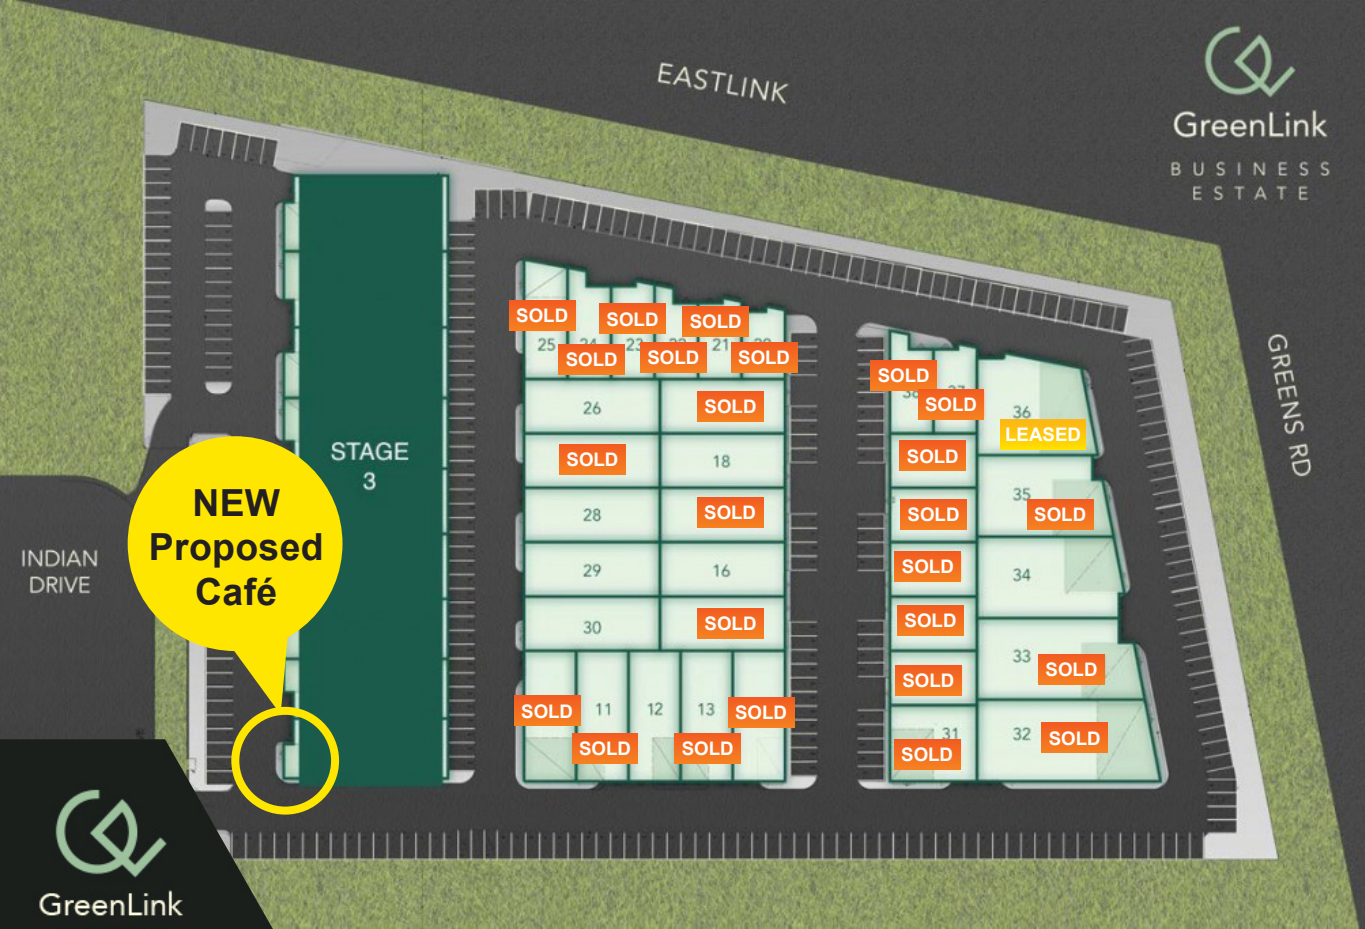 EASTLINK
GreenLink
BUSINESS
ESTATE
GREENS RD
INDIAN
DRIVE
STAGE
3
NEW
Proposed
Café
SOLD
SOLD
SOLD
25
23
21
SOLD
SOLD
SOLD
26
SOLD
SOLD
18
28
SOLD
29
16
30
SOLD
SOLD
11
12
13
SOLD
SOLD
SOLD
SOLD
SOLD
36
LEASED
SOLD
35
SOLD
SOLD
SOLD
34
SOLD
33
SOLD
SOLD
31
SOLD
32
SOLD
GreenLink